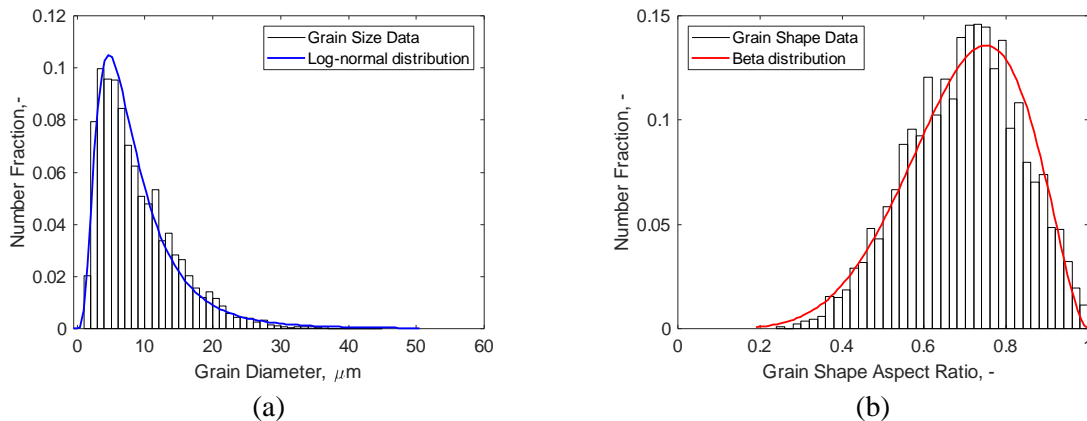 0.12
0.1
0.08
0.06
0.04
0.02
0
Number Fraction,-
Grain Size Data
Log-normal distribution
0 10 20 30 40 50 60
Grain Diameter, μm
(a)
0.15
0.1
0.05
0
Number Fraction, -
Grain Shape Data
Beta distribution
0 0.2 0.4 0.6 0.8 1
Grain Shape Aspect Ratio, -
(b)